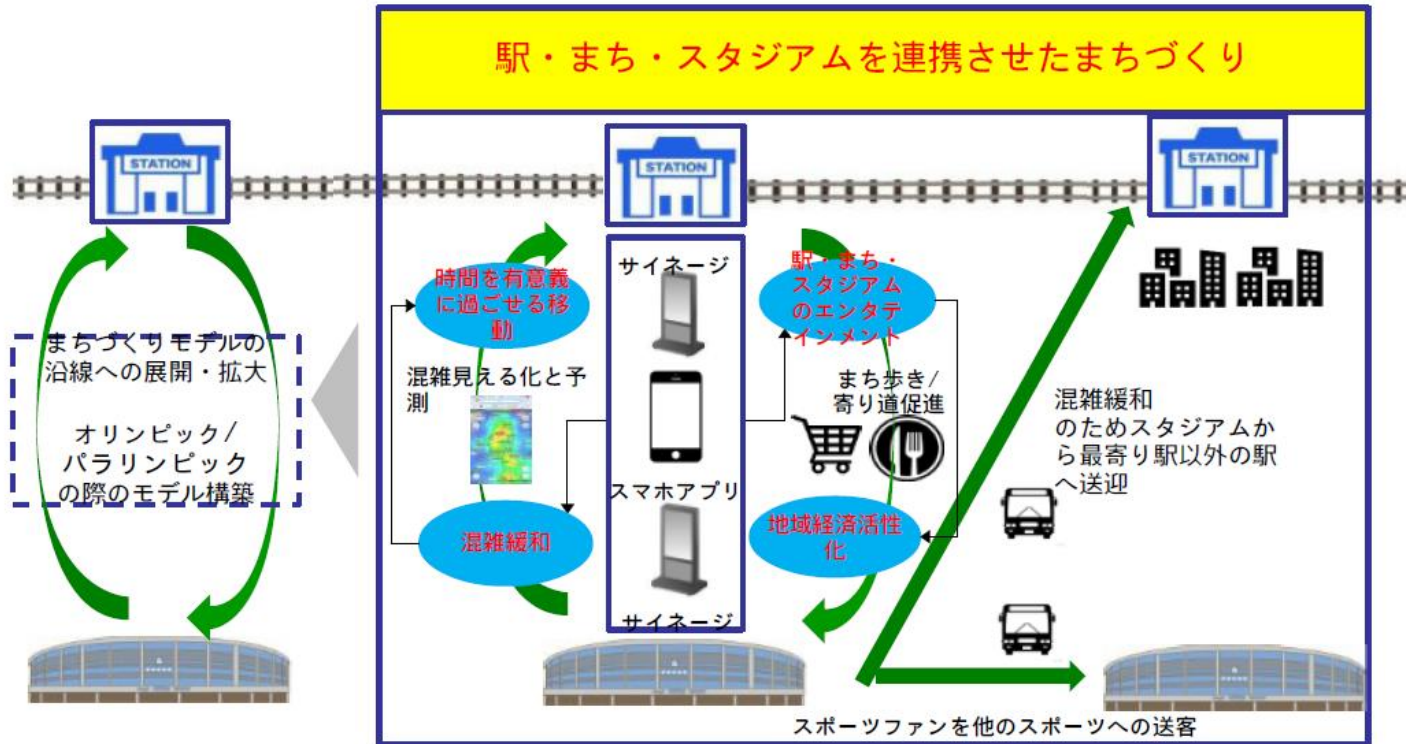 駅・まち・スタジアムを連携させたまちづくり
STATION
STATION
STATION
まちづくりモデルの
沿線への展開・拡大
オリンピック/
パラリンピック
の際のモデル構築
時間を有意義
に過ごせる移
動
混雑見える化と予
測
混雑緩和
サイネージ
スマホアプリ
サイネージ
駅・まち・
スタジアム
のエンタテ
インメント
まち歩き/
寄り道促進
地域経済活性
化
混雑緩和
のためスタジアムか
ら最寄り駅以外の駅
へ送迎
スポーツファンを他のスポーツへの送客